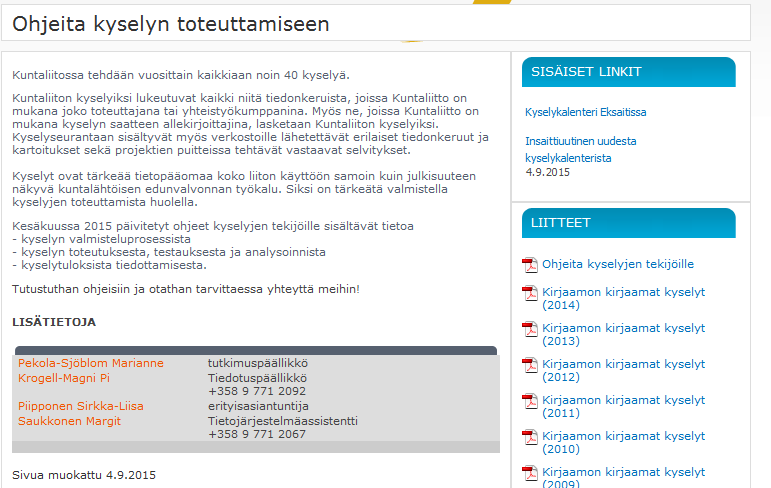 Ohjeita kyselyn toteuttamiseen
Kuntaliitossa tehdään vuosittain kaikkiaan noin 40 kyselyä.
Kuntaliiton kyselyiksi lukeutuvat kaikki niitä tiedonkeruista, joissa Kuntaliitto on
mukana joko toteuttajana tai yhteistyökumppanina. Myös ne, joissa Kuntaliitto on
mukana kyselyn saatteen allekirjoittajina, lasketaan Kuntaliiton kyselyiksi.
Kyselyseurantaan sisältyvät myös verkostoille lähetettävät erilaiset tiedonkeruut ja
kartoitukset sekä projektien puitteissa tehtävät vastaavat selvitykset.
Kyselyt ovat tärkeää tietopääomaa koko liiton käyttöön samoin kuin julkisuuteen
näkyvä kuntalähtöisen edunvalvonnan työkalu. Siksi on tärkeätä valmistella
kyselyjen toteuttamista huolella.
Kesäkuussa 2015 päivitetyt ohjeet kyselyjen tekijöille sisältävät tietoa
- kyselyn valmisteluprosessista
- kyselyn toteutuksesta, testauksesta ja analysoinnista
- kyselytuloksista tiedottamisesta.
Tutustuthan ohjeisiin ja otathan tarvittaessa yhteyttä meihin!
LISÄTIETOJA
Pekola-Sjöblom Marianne tutkimuspäällikkö
Krogell-Magni Pi Tiedotuspäällikkö
+358 9 771 2092
Piipponen Sirkka-Liisa erityisasiantuntija
Saukkonen Margit Tietojärjestelmäassistentti
+358 9 771 2067
Sivua muokattu 4.9.2015
SISÄISET LINKIT
Kyselykalenteri Eksaitissa
Insaittiuutinen uudesta
kyselykalenterista
4.9.2015
LIITTEET
Ohjeita kyselyjen tekijöille
Kirjaamon kirjaamat kyselyt
(2014)
Kirjaamon kirjaamat kyselyt
(2013)
Kirjaamon kirjaamat kyselyt
(2012)
Kirjaamon kirjaamat kyselyt
(2011)
Kirjaamon kirjaamat kyselyt
(2010)
Kirjaamon kirjaamat kyselyt
(2009)